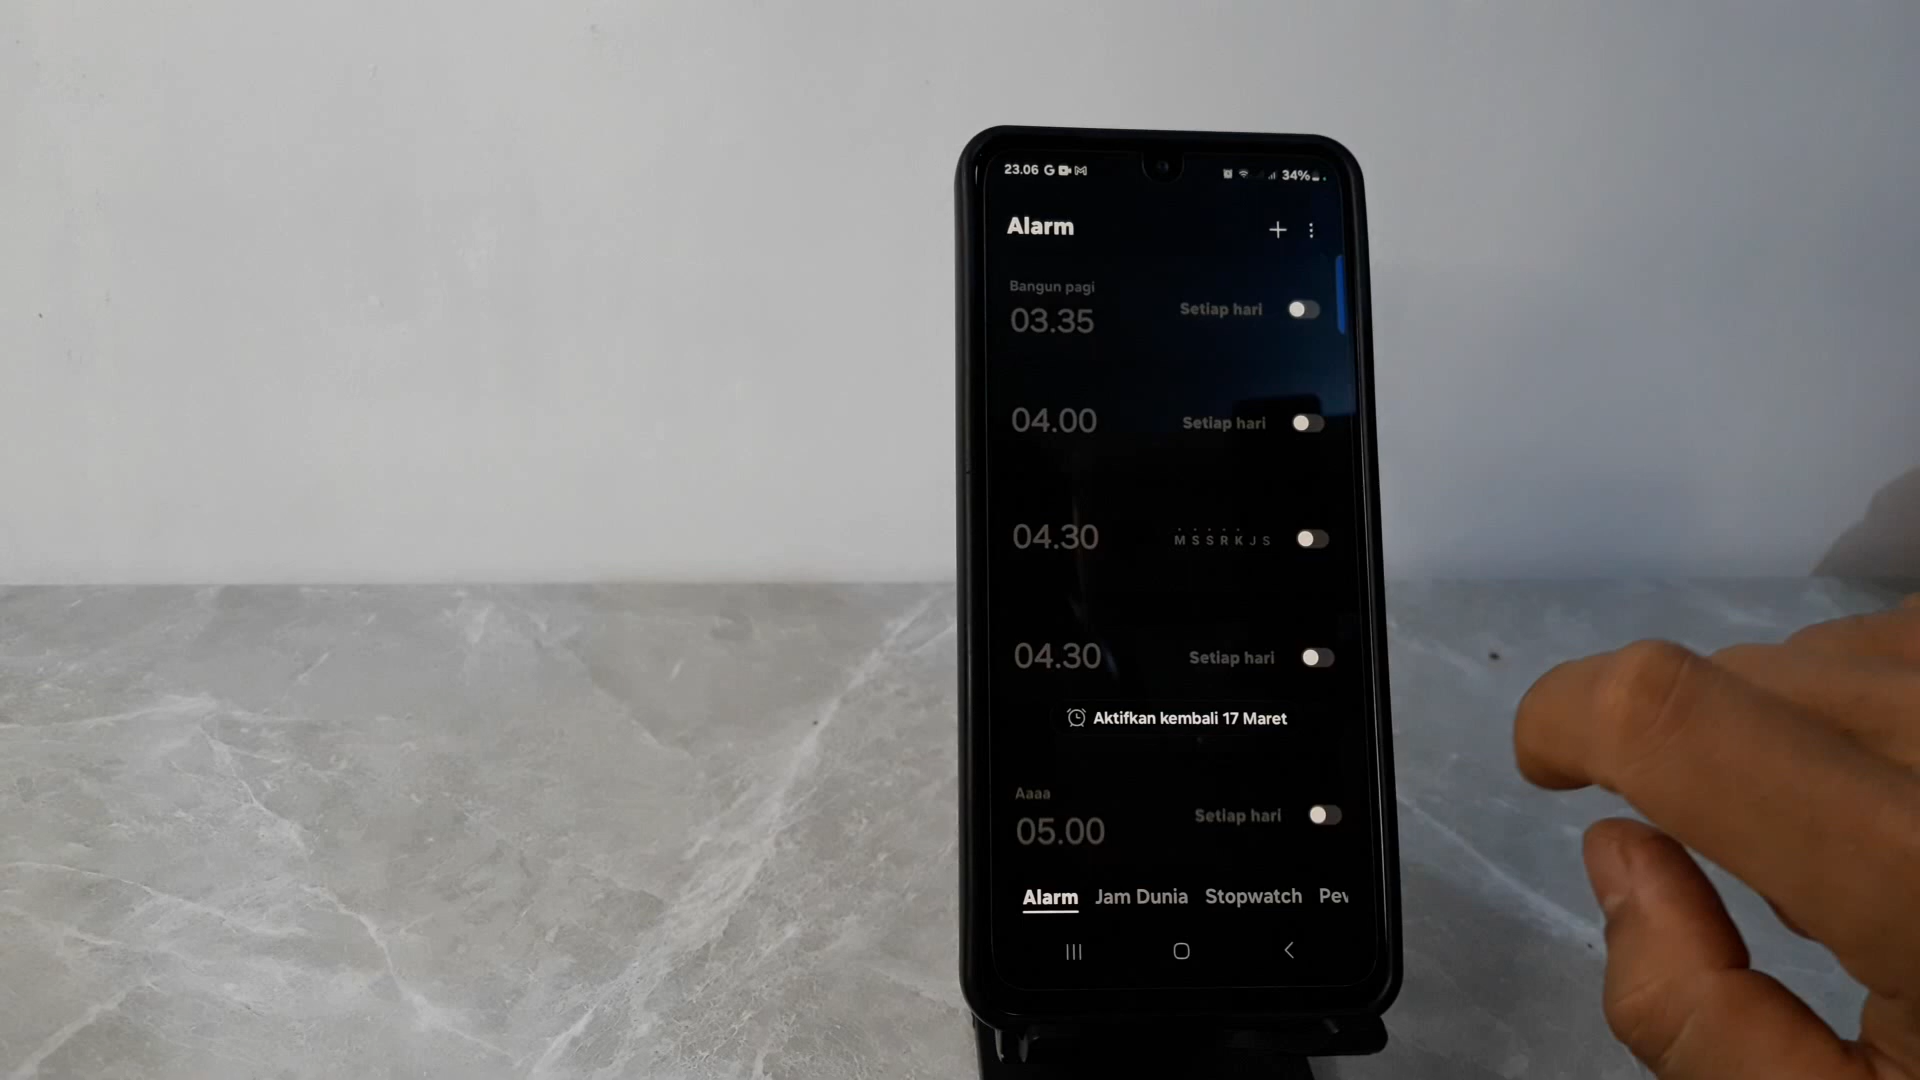 23.06 G 34%
Alarm
Bangun pagi
03.35 Setiap hari
04.00 Setiap hari
04.30 M S S R K J S
04.30 Setiap hari
Aktifkan kembali 17 Maret
Aaaa
05.00 Setiap hari
Alarm Jam Dunia Stopwatch Pew